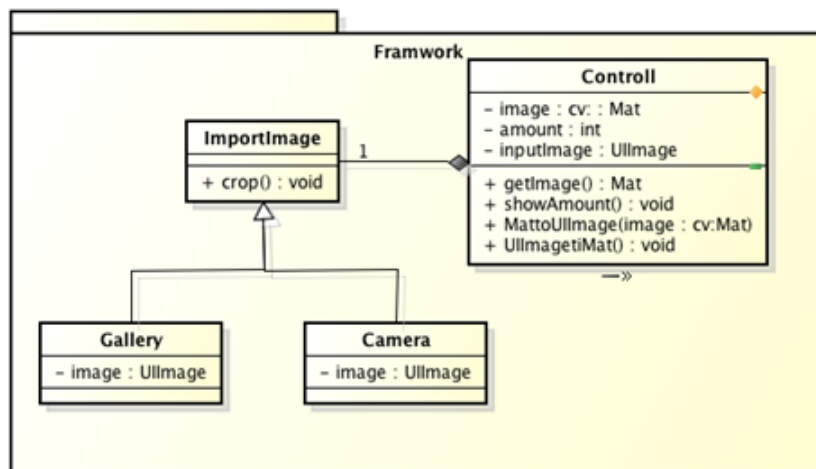 Framwork
Controll
- image : cv: : Mat
- amount : int
- inputImage : UIImage
+ getImage() : Mat
+ showAmount() : void
+ MattoUIImage(image : cv:Mat)
+ UIImagetiMat() : void
ImportImage
+ crop() : void
1
Gallery
- image : UIImage
Camera
- image : UIImage